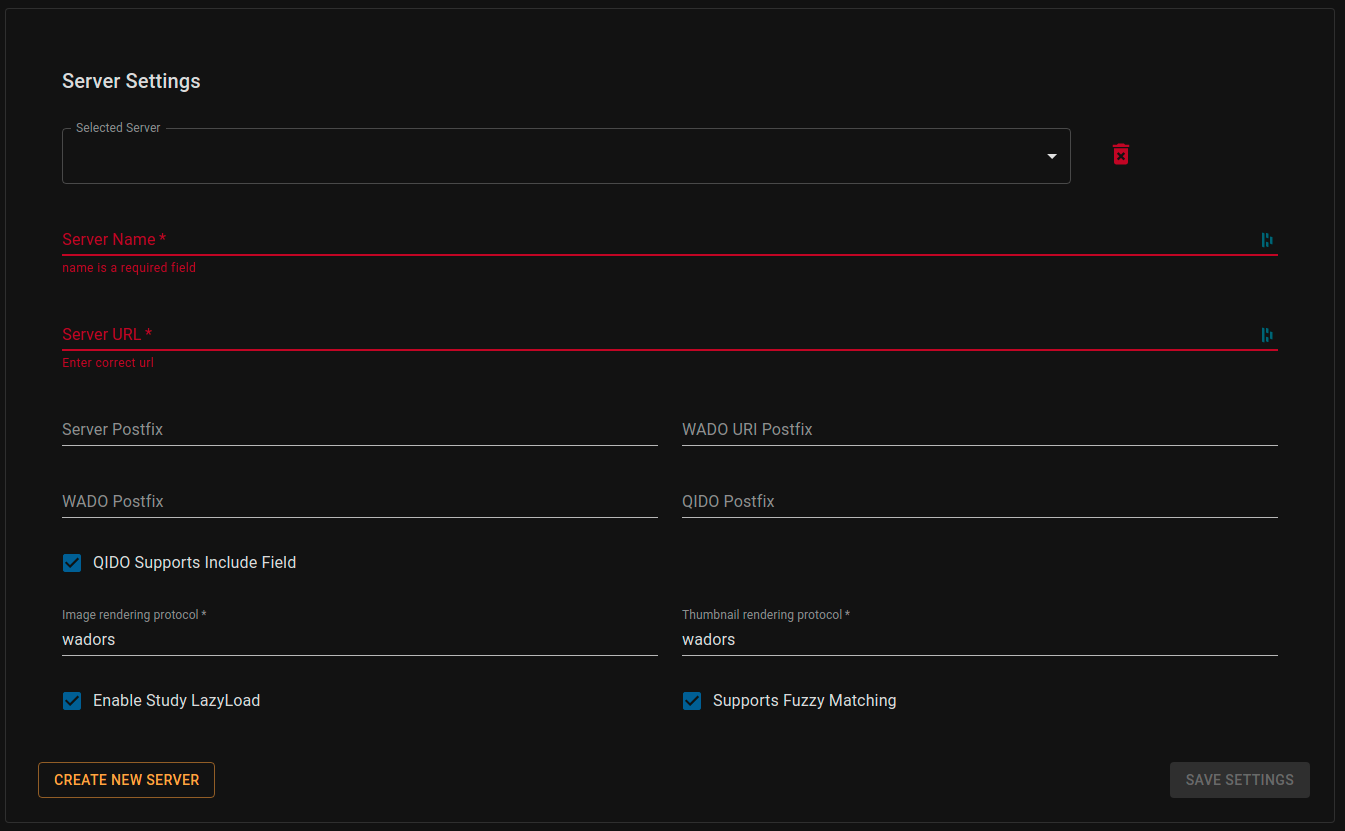 Server Settings
Selected Server
Server Name *
name is a required field
Server URL *
Enter correct url
Server Postfix
WADO URI Postfix
WADO Postfix
QIDO Postfix
QIDO Supports Include Field
Image rendering protocol *
Thumbnail rendering protocol *
wadors
wadors
Enable Study LazyLoad
Supports Fuzzy Matching
CREATE NEW SERVER
SAVE SETTINGS